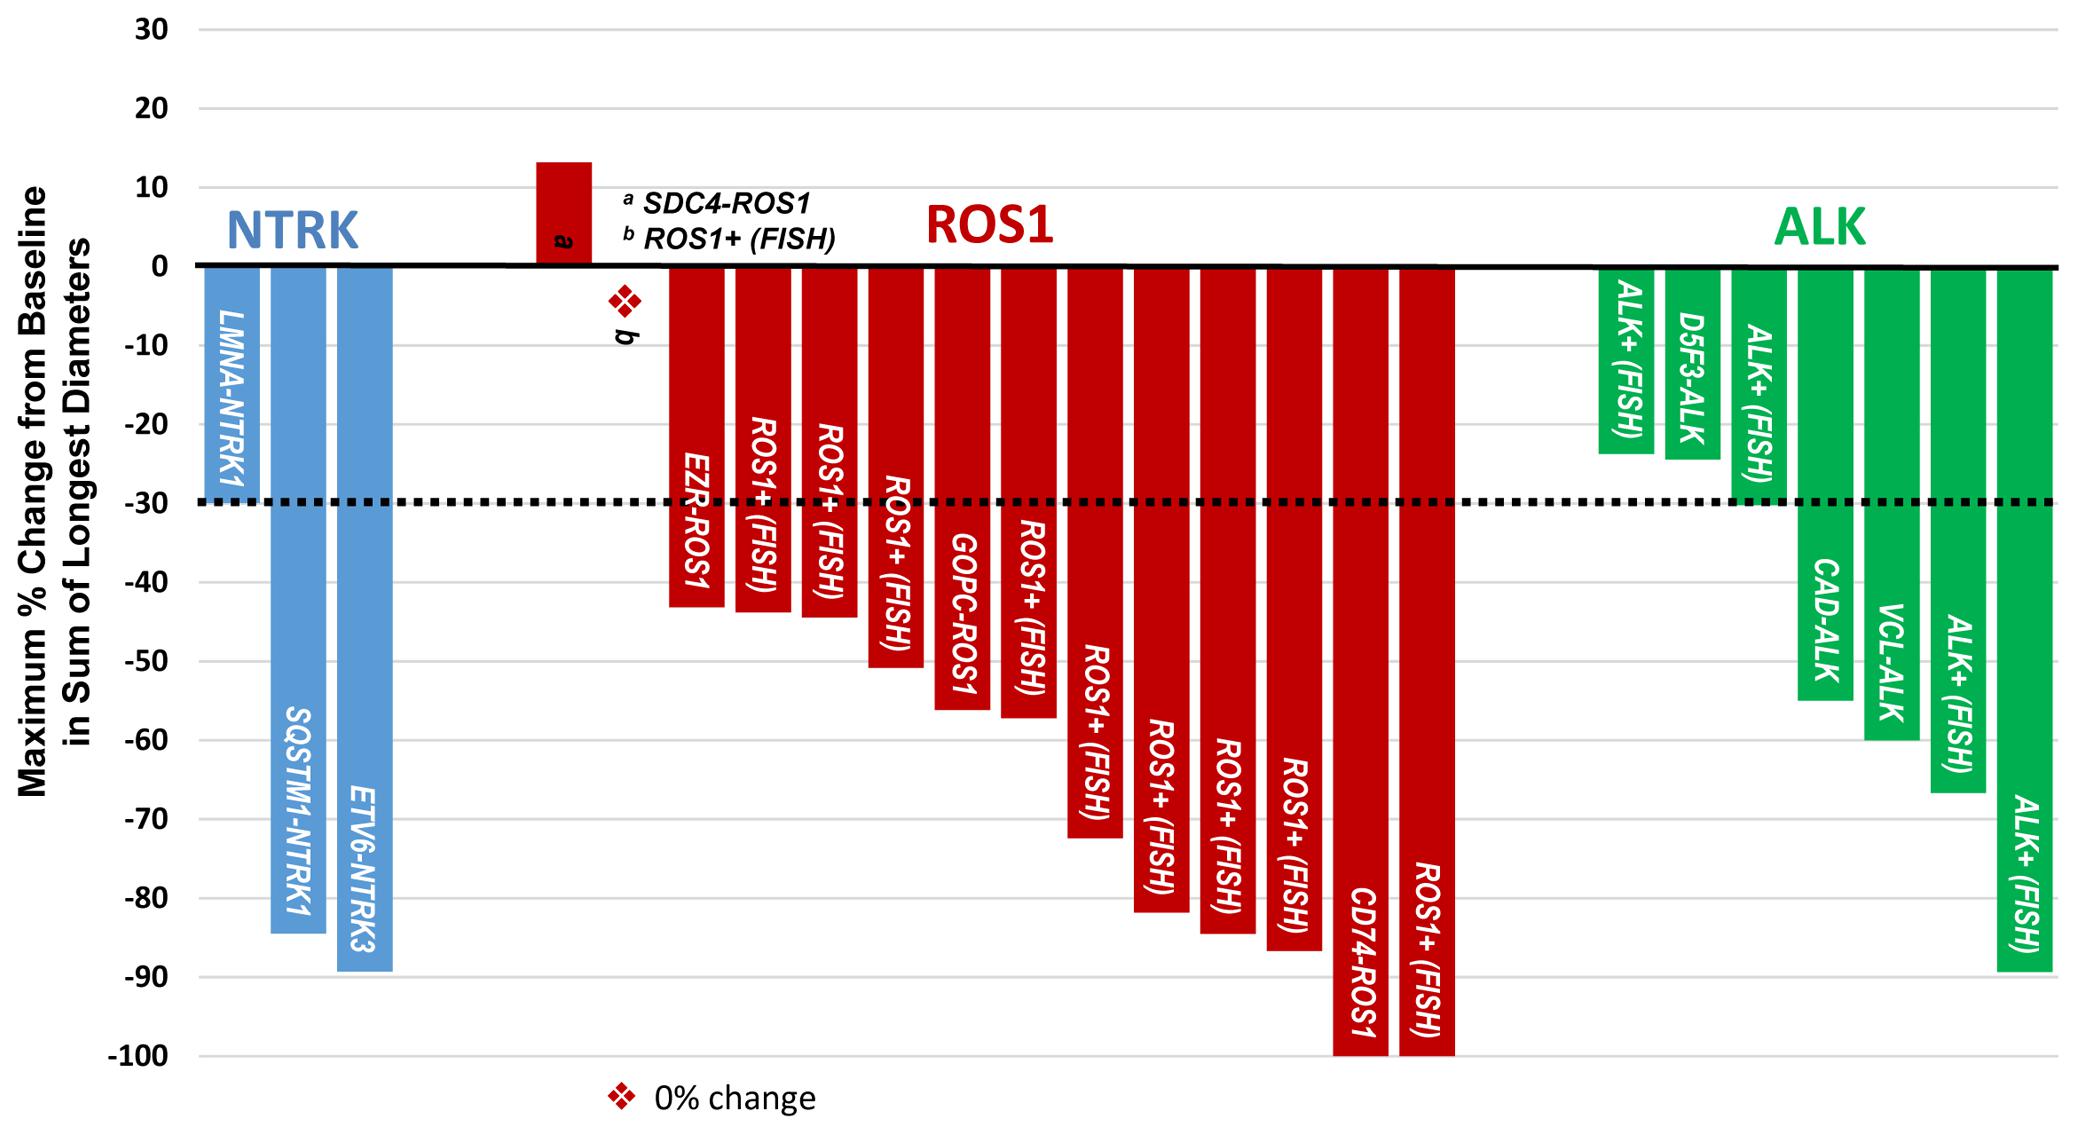 Maximum % Change from Baseline
in Sum of Longest Diameters
30
20
10
0
-10
-20
-30
-40
-50
-60
-70
-80
-90
-100
NTRK
LMNA-NTRK1
SQSTM1-NTRK1
ETV6-NTRK3
a
a SDC4-ROS1
b ROS1+ (FISH)
b
ROS1
EZR-ROS1
ROS1+ (FISH)
ROS1+ (FISH)
ROS1+ (FISH)
GOPC-ROS1
ROS1+ (FISH)
ROS1+ (FISH)
ROS1+ (FISH)
ROS1+ (FISH)
ROS1+ (FISH)
CD74-ROS1
ROS1+ (FISH)
ALK
ALK+ (FISH)
D5F3-ALK
ALK+ (FISH)
CAD-ALK
VCL-ALK
ALK+ (FISH)
ALK+ (FISH)
0% change